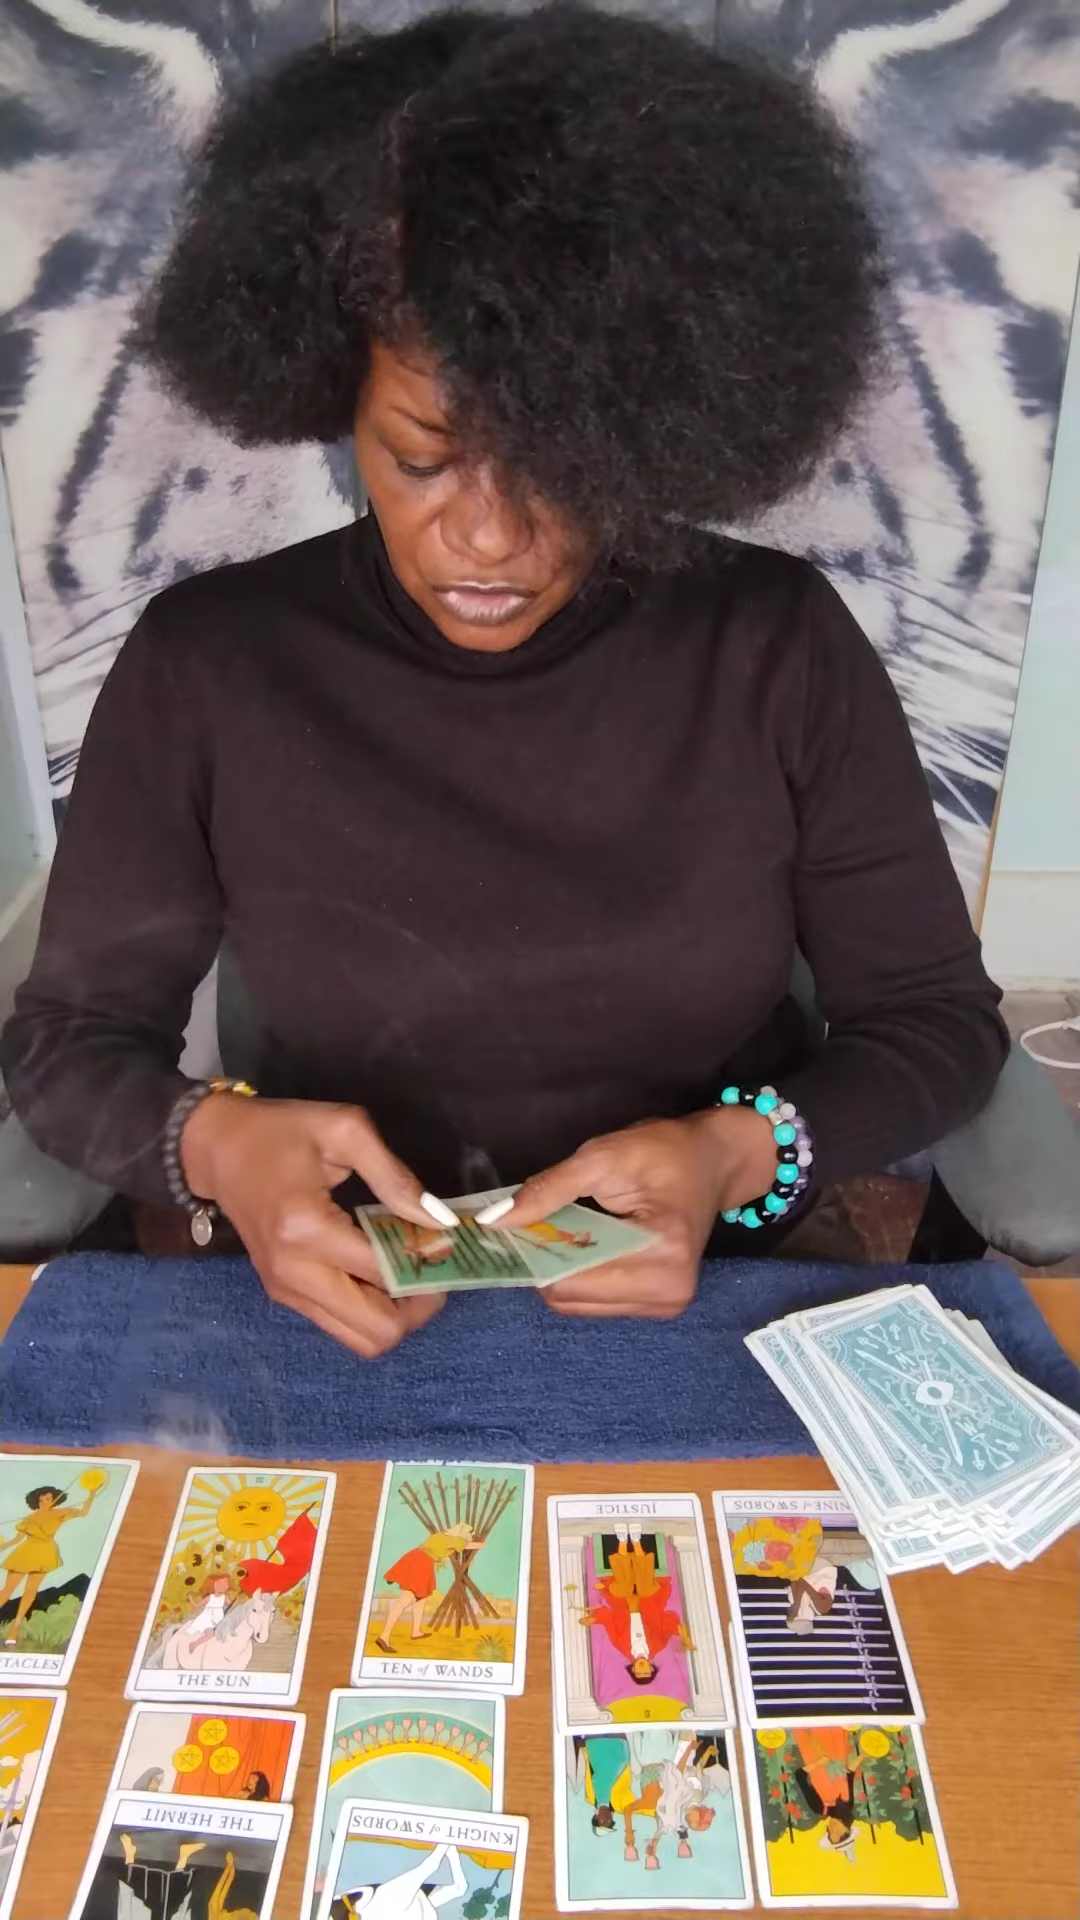 JUSTICE
NINE of SWORDS
TACLES
THE SUN
TEN of WANDS
THE HERMIT
KNIGHT of SWORDS